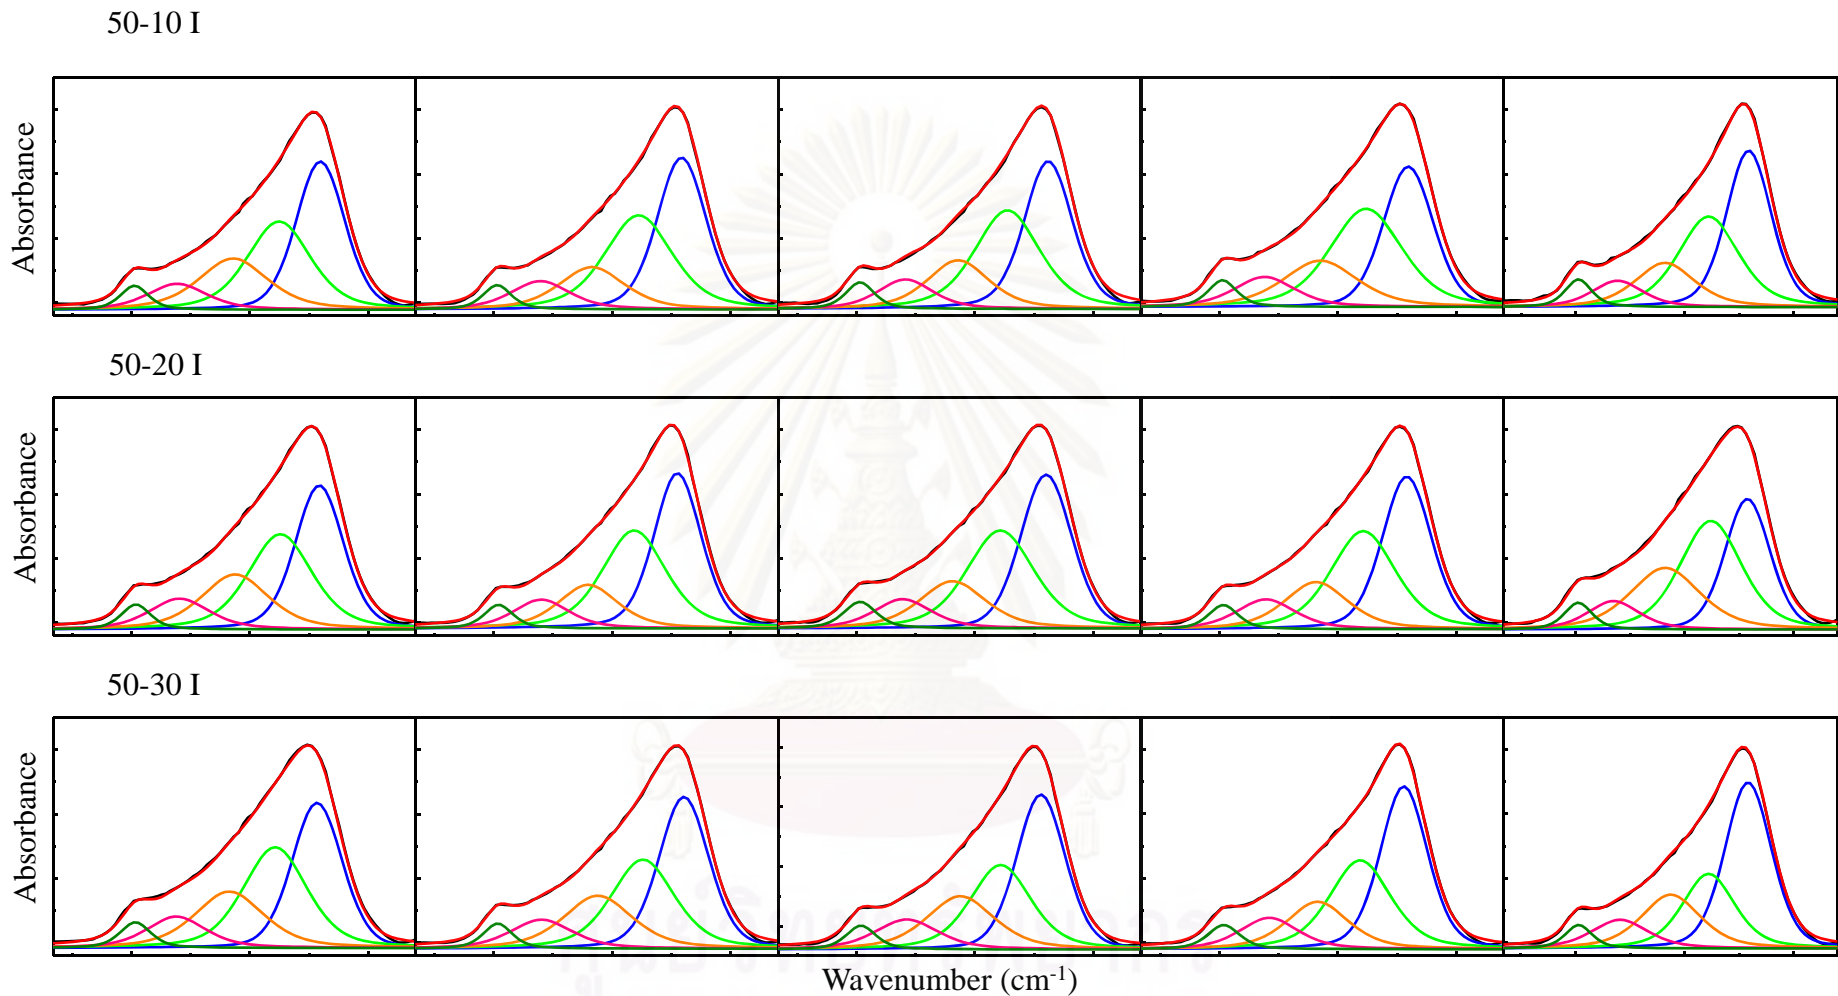 50-10 I
Absorbance
50-20 I
Absorbance
50-30 I
Absorbance
Wavenumber (cm⁻¹)